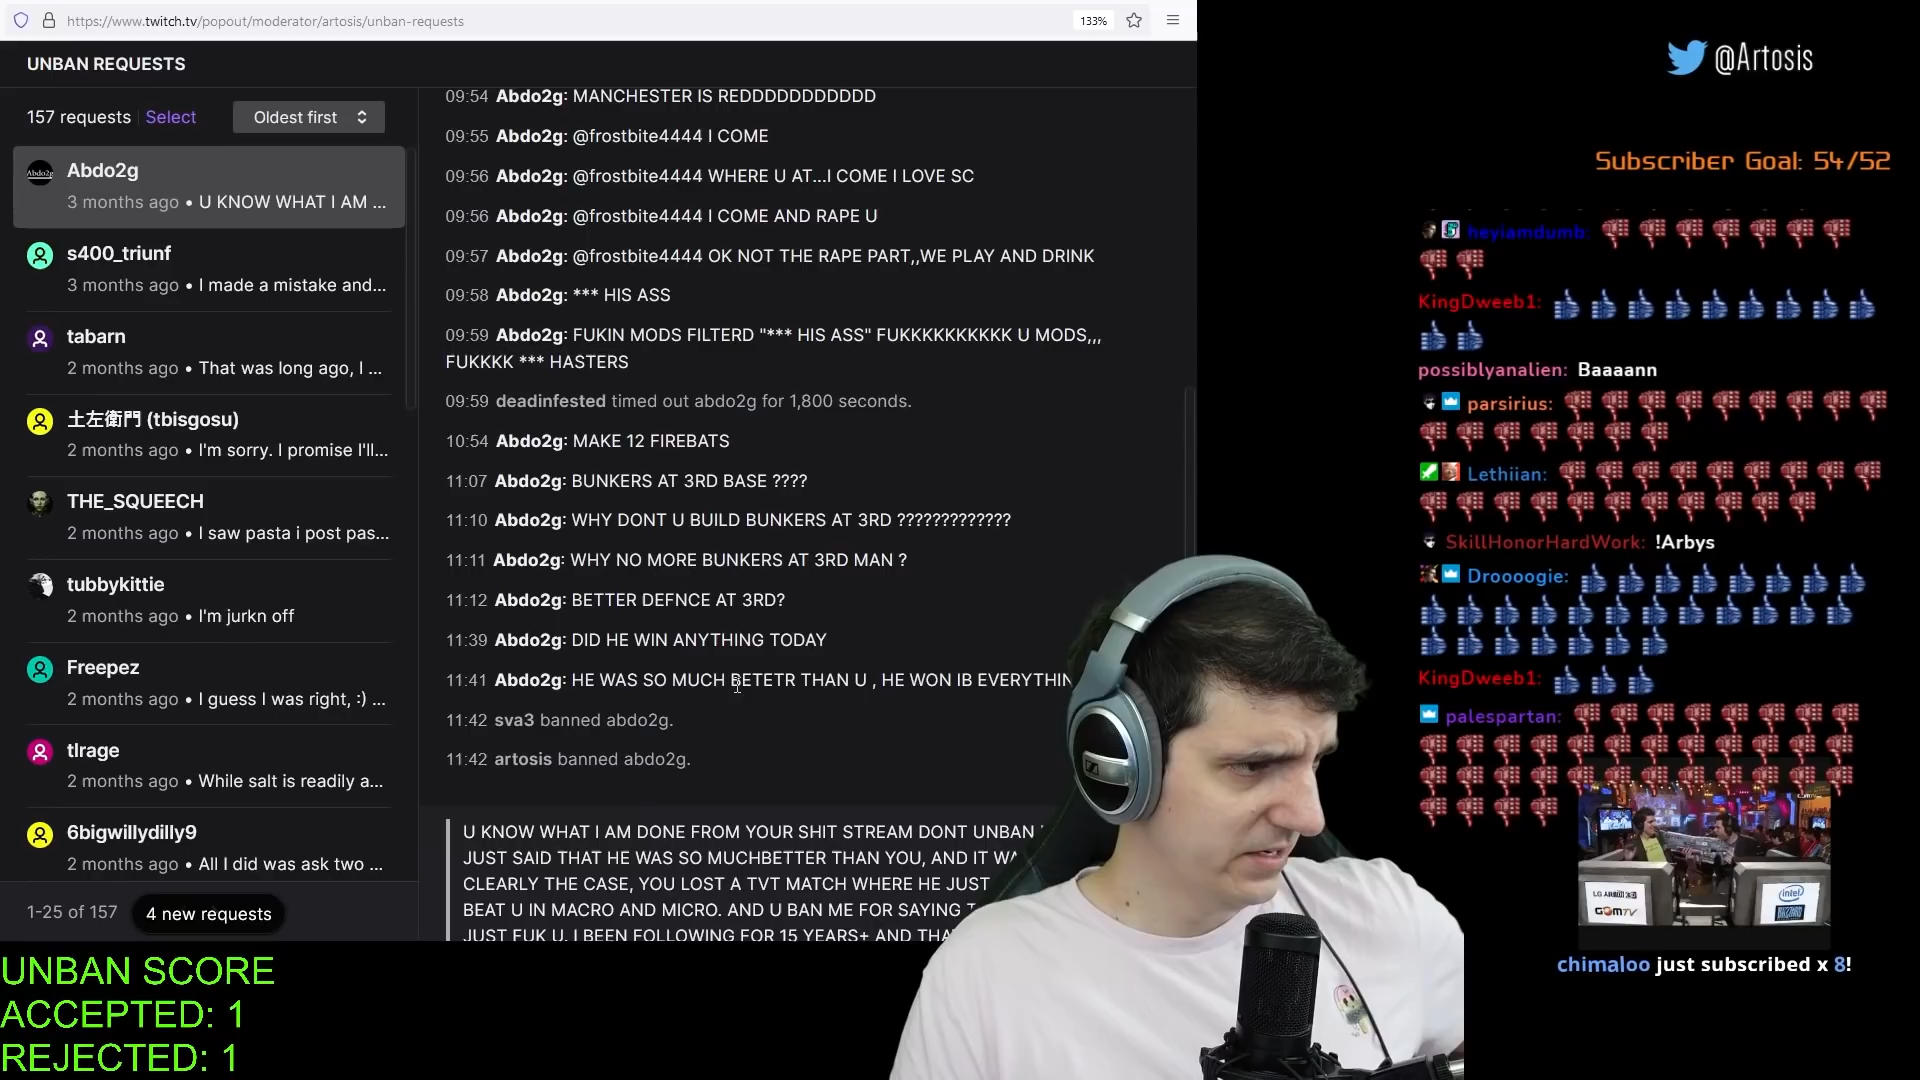 https://www.twitch.tv/popout/moderator/artosis/unban-requests
133%
UNBAN REQUESTS
157 requests Select
Oldest first
Abdo2g
3 months ago • U KNOW WHAT I AM ...
s400_triunf
3 months ago • I made a mistake and...
tabarn
2 months ago • That was long ago, I ...
土左衛門 (tbisgosu)
2 months ago • I'm sorry. I promise I'll...
THE_SQUEECH
2 months ago • I saw pasta i post pas...
tubbykittie
2 months ago • I'm jurkn off
Freepez
2 months ago • I guess I was right, :) ...
tlrage
2 months ago • While salt is readily a...
6bigwillydilly9
2 months ago • All I did was ask two ...
1-25 of 157
4 new requests
09:54 Abdo2g: MANCHESTER IS REDDDDDDDDDDD
09:55 Abdo2g: @frostbite4444 I COME
09:56 Abdo2g: @frostbite4444 WHERE U AT...I COME I LOVE SC
09:56 Abdo2g: @frostbite4444 I COME AND RAPE U
09:57 Abdo2g: @frostbite4444 OK NOT THE RAPE PART,,WE PLAY AND DRINK
09:58 Abdo2g: *** HIS ASS
09:59 Abdo2g: FUKIN MODS FILTERD "*** HIS ASS" FUKKKKKKKKKK U MODS,,,
FUKKKK *** HASTERS
09:59 deadinfested timed out abdo2g for 1,800 seconds.
10:54 Abdo2g: MAKE 12 FIREBATS
11:07 Abdo2g: BUNKERS AT 3RD BASE ????
11:10 Abdo2g: WHY DONT U BUILD BUNKERS AT 3RD ?????????????
11:11 Abdo2g: WHY NO MORE BUNKERS AT 3RD MAN ?
11:12 Abdo2g: BETTER DEFNCE AT 3RD?
11:39 Abdo2g: DID HE WIN ANYTHING TODAY
11:41 Abdo2g: HE WAS SO MUCH BETETR THAN U , HE WON IB EVERYTHIN
11:42 sva3 banned abdo2g.
11:42 artosis banned abdo2g.
U KNOW WHAT I AM DONE FROM YOUR SHIT STREAM DONT UNBAN
JUST SAID THAT HE WAS SO MUCHBETTER THAN YOU, AND IT WA
CLEARLY THE CASE, YOU LOST A TVT MATCH WHERE HE JUST
BEAT U IN MACRO AND MICRO. AND U BAN ME FOR SAYING
JUST FUK U. I BEEN FOLLOWING FOR 15 YEARS+ AND THA
UNBAN SCORE
ACCEPTED: 1
REJECTED: 1
@Artosis
Subscriber Goal: 54/52
heyiamdumb:
KingDweeb1:
possiblyanalien: Baaaann
parsirius:
Lethiian:
SkillHonorHardWork: !Arbys
Droooogie:
KingDweeb1:
palespartan:
GOMTV
intel
BLIZZARD
chimaloo just subscribed x 8!